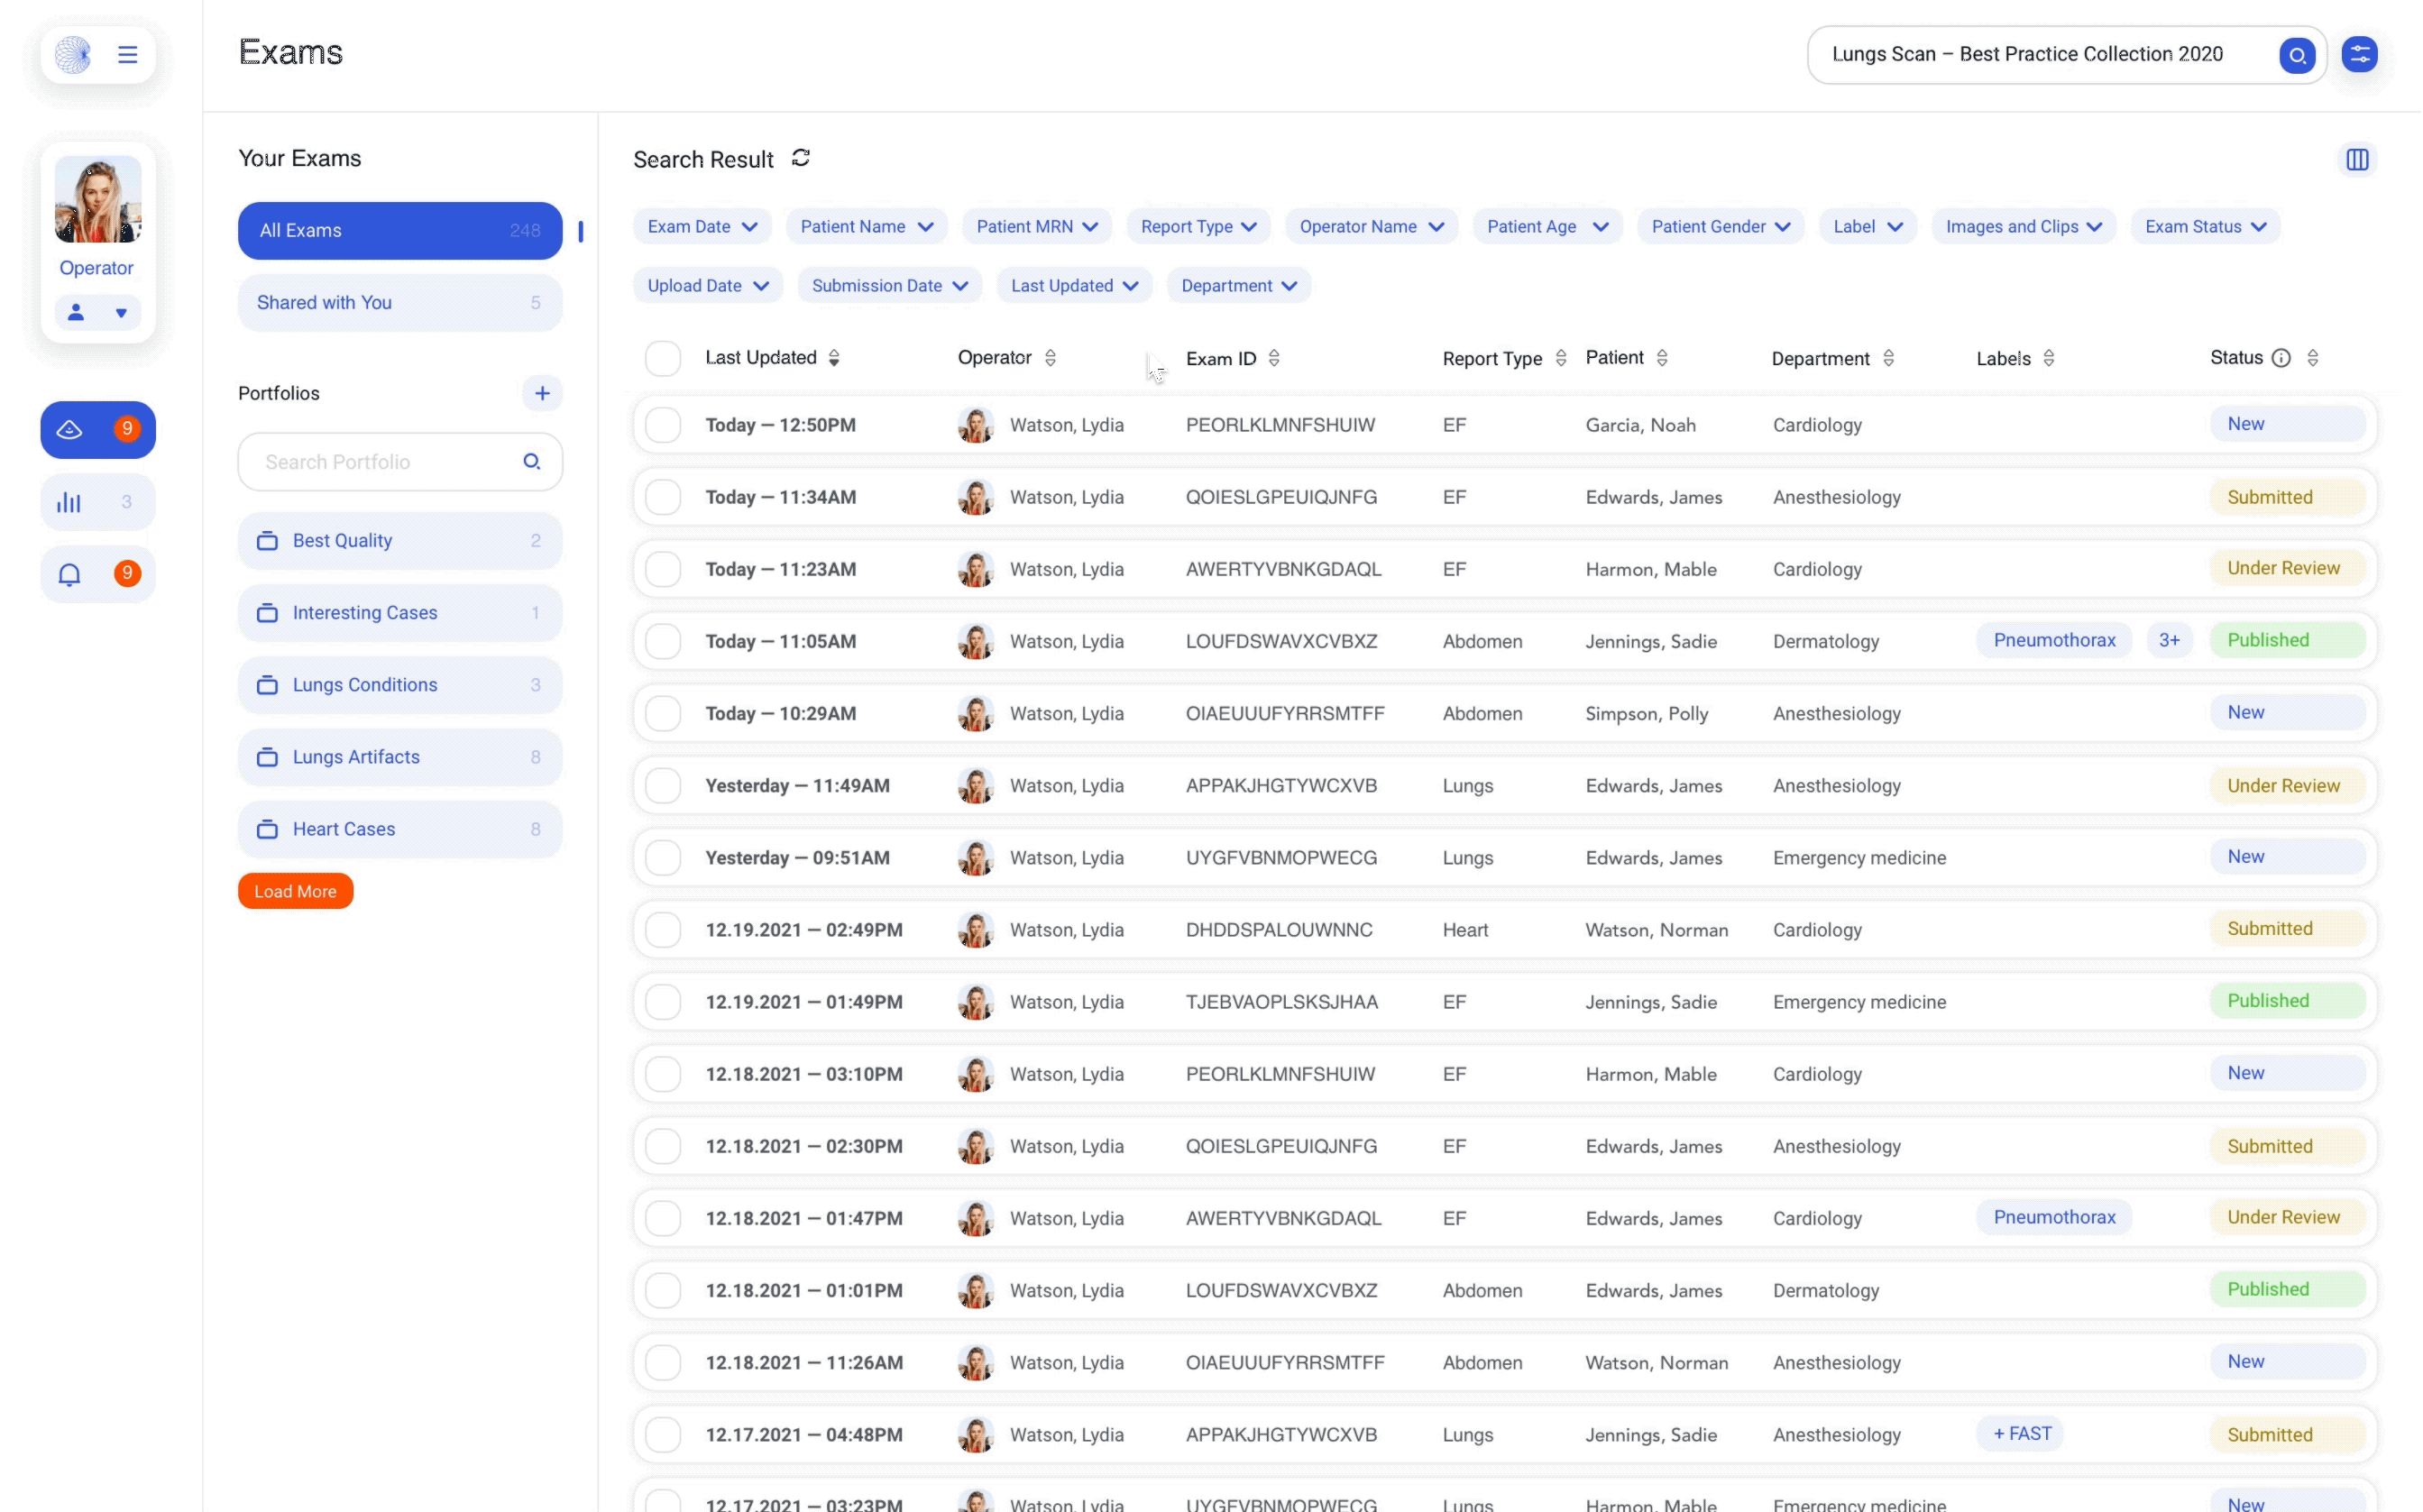 Exams
Lungs Scan – Best Practice Collection 2020
Operator
9
3
9
Your Exams
All Exams 248
Shared with You 5
Portfolios
Search Portfolio
Best Quality 2
Interesting Cases 1
Lungs Conditions 3
Lungs Artifacts 8
Heart Cases 8
Load More
Search Result
Exam Date Patient Name Patient MRN Report Type Operator Name Patient Age Patient Gender Label Images and Clips Exam Status
Upload Date Submission Date Last Updated Department
Last Updated Operator Exam ID Report Type Patient Department Labels Status
Today — 12:50PM Watson, Lydia PEORLKLMNFSHUIW EF Garcia, Noah Cardiology New
Today — 11:34AM Watson, Lydia QOIESLGPEUIQJNFG EF Edwards, James Anesthesiology Submitted
Today — 11:23AM Watson, Lydia AWERTYVBNKGDAQL EF Harmon, Mable Cardiology Under Review
Today — 11:05AM Watson, Lydia LOUFDSWAVXCVBXZ Abdomen Jennings, Sadie Dermatology Pneumothorax 3+ Published
Today — 10:29AM Watson, Lydia OIAEUUUFYRRSMTFF Abdomen Simpson, Polly Anesthesiology New
Yesterday — 11:49AM Watson, Lydia APPAKJHGTYWCXVB Lungs Edwards, James Anesthesiology Under Review
Yesterday — 09:51AM Watson, Lydia UYGFVBNMOPWECG Lungs Edwards, James Emergency medicine New
12.19.2021 — 02:49PM Watson, Lydia DHDDSPALOUWNNC Heart Watson, Norman Cardiology Submitted
12.19.2021 — 01:49PM Watson, Lydia TJEBVAOPLSKSJHAA EF Jennings, Sadie Emergency medicine Published
12.18.2021 — 03:10PM Watson, Lydia PEORLKLMNFSHUIW EF Harmon, Mable Cardiology New
12.18.2021 — 02:30PM Watson, Lydia QOIESLGPEUIQJNFG EF Edwards, James Anesthesiology Submitted
12.18.2021 — 01:47PM Watson, Lydia AWERTYVBNKGDAQL EF Edwards, James Cardiology Pneumothorax Under Review
12.18.2021 — 01:01PM Watson, Lydia LOUFDSWAVXCVBXZ Abdomen Edwards, James Dermatology Published
12.18.2021 — 11:26AM Watson, Lydia OIAEUUUFYRRSMTFF Abdomen Watson, Norman Anesthesiology New
12.17.2021 — 04:48PM Watson, Lydia APPAKJHGTYWCXVB Lungs Jennings, Sadie Anesthesiology + FAST Submitted
12.17.2021 — 03:23PM Watson, Lydia UYGFVBNMOPWECG Lungs Harmon, Mable Emergency medicine New